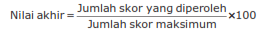 Nilai akhir = Jumlah skor yang diperoleh / Jumlah skor maksimum ×100